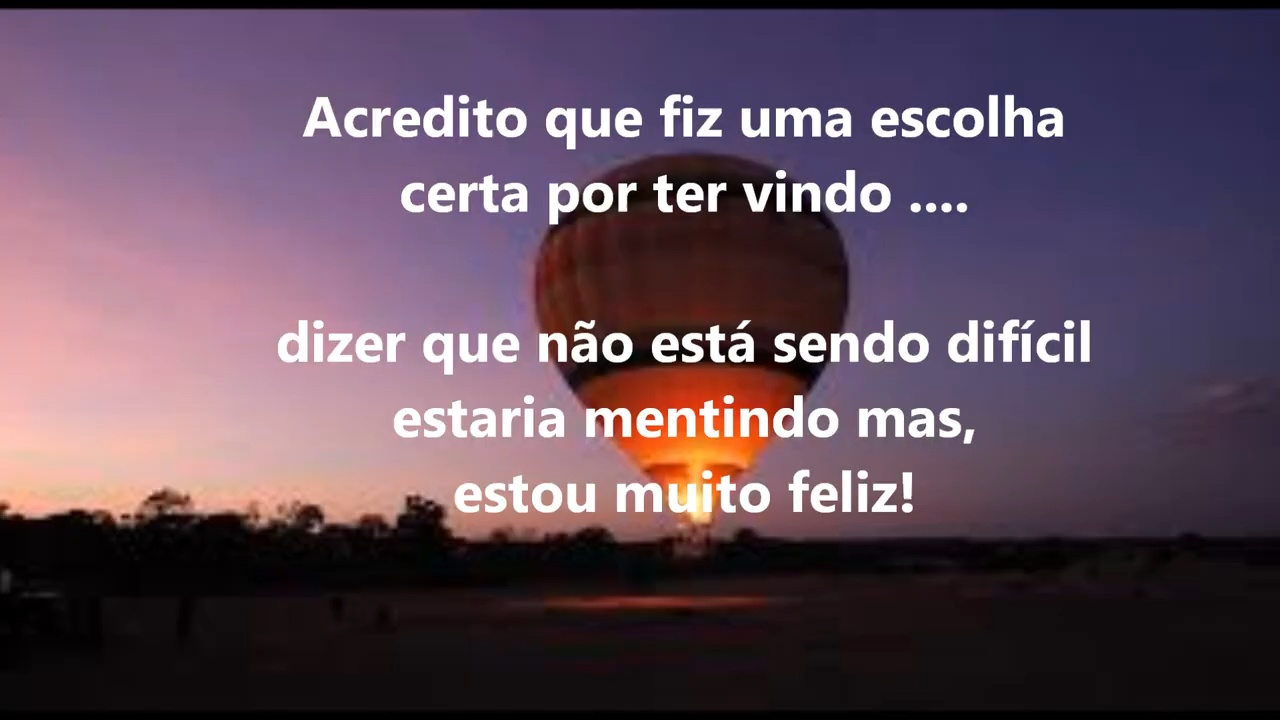 Acredito que fiz uma escolha
certa por ter vindo ....
dizer que não está sendo difícil
estaria mentindo mas,
estou muito feliz!